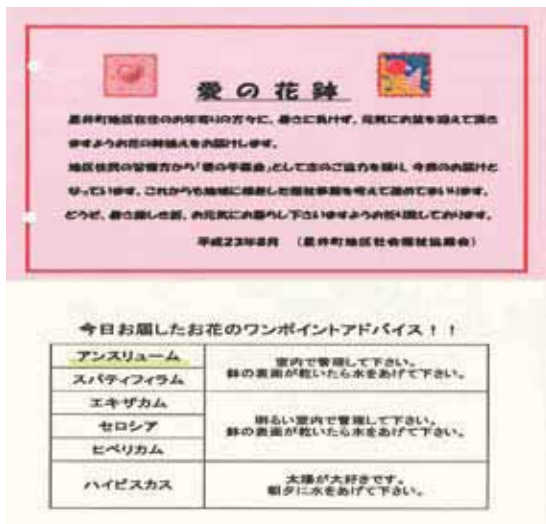 愛の花鉢
星井町地区在住のお年寄りの方々に、暑さに負けず、元気にお盆を迎えて頂き
ますようお花の鉢植えをお届けします。
地区住民の皆様方から「愛の手募金」として志のご協力を賜り、今回のお届けと
なっています。これからも地域に根差した福祉事業を考えて進めてまいります。
どうぞ、暑さ厳しき折、お元気にお暮らし下さいますようお祈り致しております。
平成23年8月 (星井町地区社会福祉協議会)
今日お届したお花のワンポイントアドバイス!!
アンスリューム
スパティフィラム
室内で管理して下さい。
鉢の表面が乾いたら水をあげて下さい。
エキザカム
セロシア
ヒペリカム
明るい室内で管理して下さい。
鉢の表面が乾いたら水をあげて下さい。
ハイビスカス
太陽が大好きです。
朝夕に水をあげて下さい。